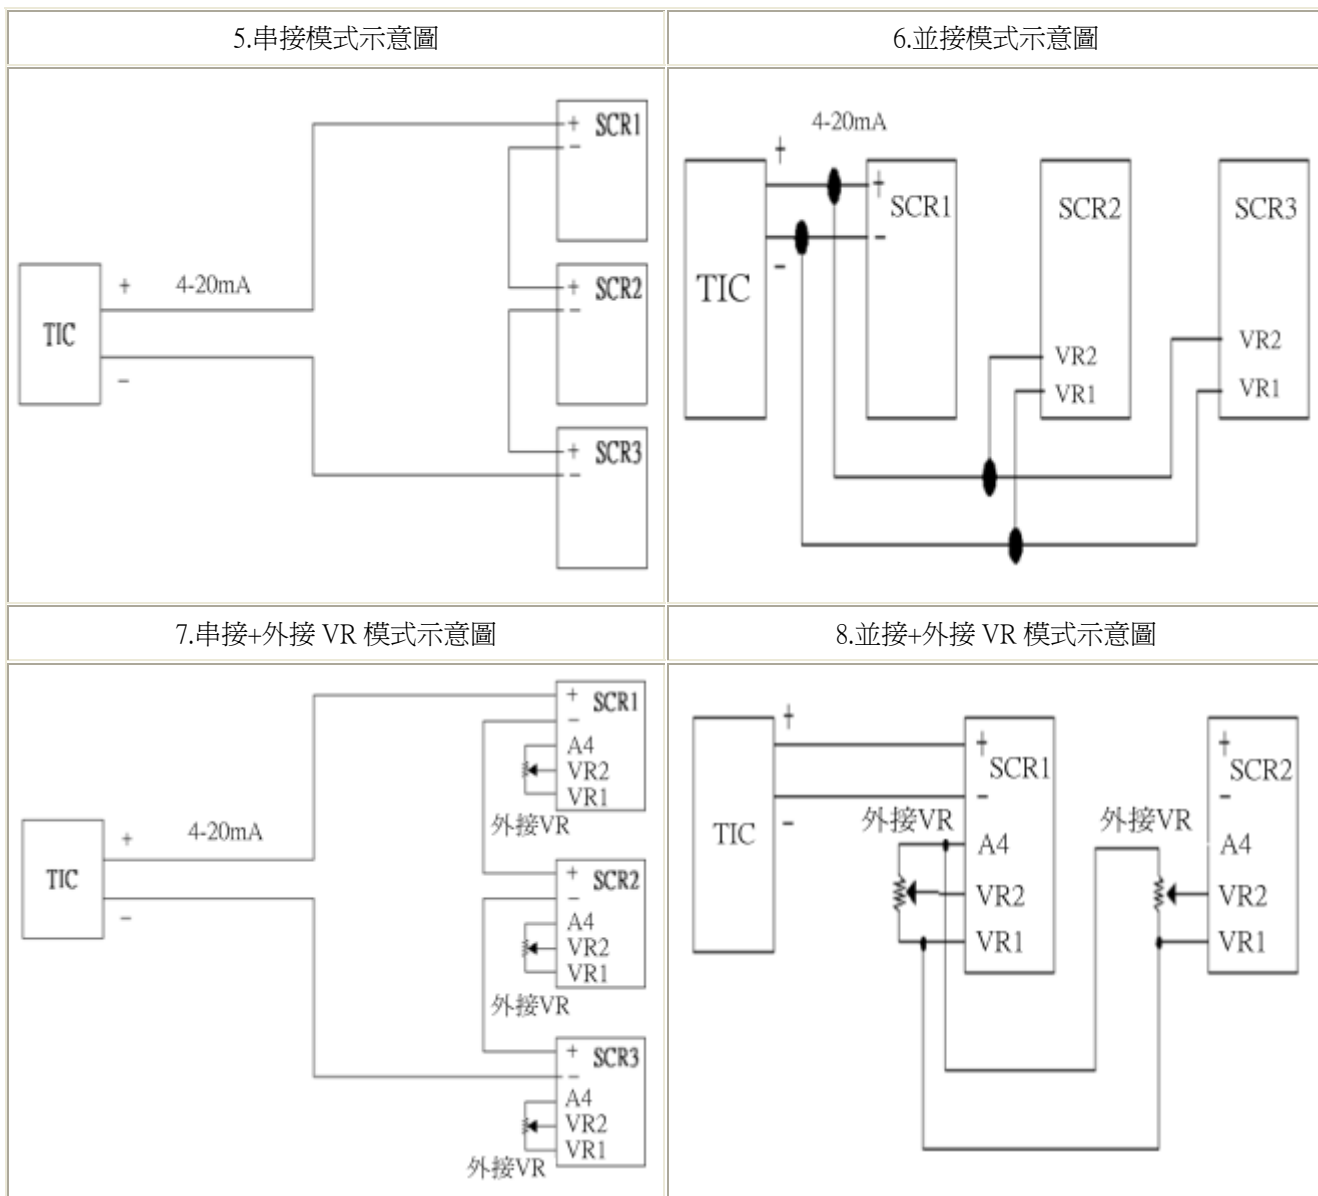 5.串接模式示意圖
+
SCR1
−
+
4-20mA
TIC
−
+
SCR2
−
+
SCR3
−
6.並接模式示意圖
4-20mA
+
+
SCR1
−
−
TIC
SCR2
VR2
VR1
SCR3
VR2
VR1
7.串接+外接 VR 模式示意圖
+
SCR1
−
A4
VR2
VR1
外接VR
+
4-20mA
TIC
−
+
SCR2
−
A4
VR2
VR1
外接VR
+
SCR3
−
A4
VR2
VR1
外接VR
8.並接+外接 VR 模式示意圖
+
TIC
−
+
SCR1
−
外接VR
A4
VR2
VR1
+
SCR2
−
外接VR
A4
VR2
VR1